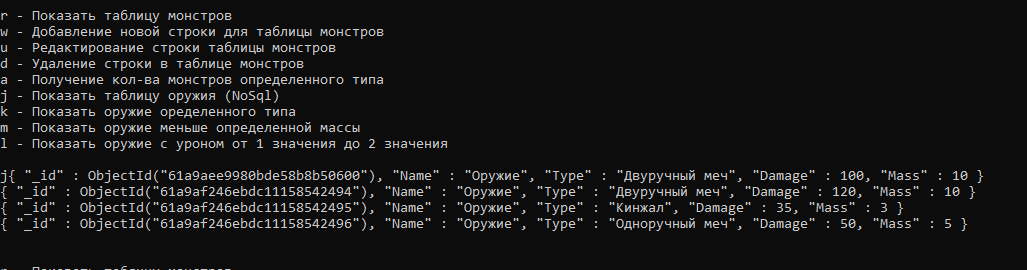 r - Показать таблицу монстров
w - Добавление новой строки для таблицы монстров
u - Редактирование строки таблицы монстров
d - Удаление строки в таблице монстров
a - Получение кол-ва монстров определенного типа
j - Показать таблицу оружия (NoSql)
k - Показать оружие оределенного типа
m - Показать оружие меньше определенной массы
l - Показать оружие с уроном от 1 значения до 2 значения
j{ "_id" : ObjectId("61a9aee9980bde58b8b50600"), "Name" : "Оружие", "Type" : "Двуручный меч", "Damage" : 100, "Mass" : 10 }
{ "_id" : ObjectId("61a9af246ebdc11158542494"), "Name" : "Оружие", "Type" : "Двуручный меч", "Damage" : 120, "Mass" : 10 }
{ "_id" : ObjectId("61a9af246ebdc11158542495"), "Name" : "Оружие", "Type" : "Кинжал", "Damage" : 35, "Mass" : 3 }
{ "_id" : ObjectId("61a9af246ebdc11158542496"), "Name" : "Оружие", "Type" : "Одноручный меч", "Damage" : 50, "Mass" : 5 }